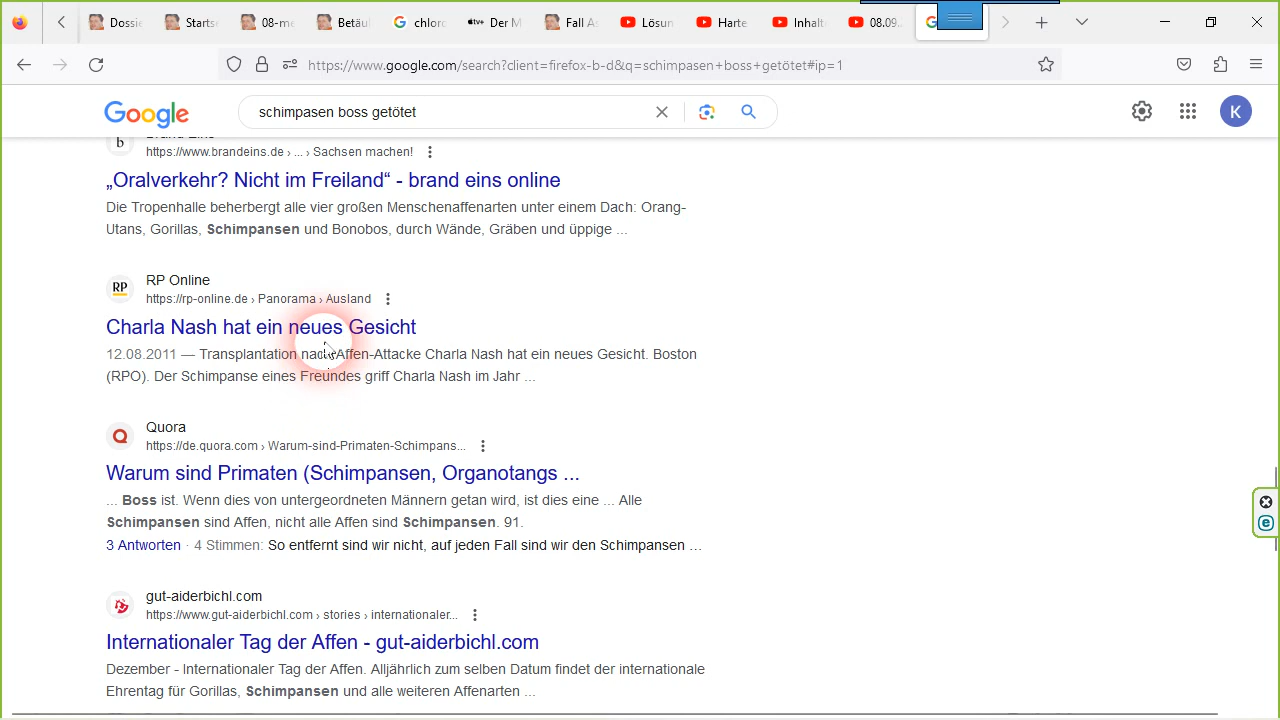 Dossie
Starts
08-me
Betäu
chlorc
tv+ Der M
Fall As
Lösun
Harte
Inhalt
08.09.
https://www.google.com/search?client=firefox-b-d&q=schimpasen+boss+getötet#ip=1
Google
schimpasen boss getötet
K
b
https://www.brandeins.de › ... › Sachsen machen!
„Oralverkehr? Nicht im Freiland“ - brand eins online
Die Tropenhalle beherbergt alle vier großen Menschenaffenarten unter einem Dach: Orang-
Utans, Gorillas, Schimpansen und Bonobos, durch Wände, Gräben und üppige ...
RP
RP Online
https://rp-online.de › Panorama › Ausland
Charla Nash hat ein neues Gesicht
12.08.2011 — Transplantation nach Affen-Attacke Charla Nash hat ein neues Gesicht. Boston
(RPO). Der Schimpanse eines Freundes griff Charla Nash im Jahr ...
Quora
https://de.quora.com › Warum-sind-Primaten-Schimpans...
Warum sind Primaten (Schimpansen, Organotangs ...
... Boss ist. Wenn dies von untergeordneten Männern getan wird, ist dies eine ... Alle
Schimpansen sind Affen, nicht alle Affen sind Schimpansen. 91.
3 Antworten · 4 Stimmen: So entfernt sind wir nicht, auf jeden Fall sind wir den Schimpansen ...
gut-aiderbichl.com
https://www.gut-aiderbichl.com › stories › internationaler...
Internationaler Tag der Affen - gut-aiderbichl.com
Dezember - Internationaler Tag der Affen. Alljährlich zum selben Datum findet der internationale
Ehrentag für Gorillas, Schimpansen und alle weiteren Affenarten ...